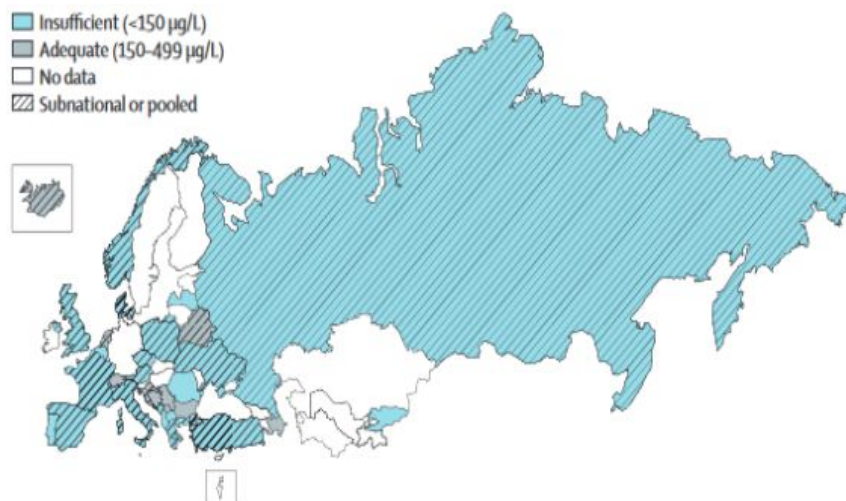 Insufficient (<150 µg/L)
Adequate (150–499 µg/L)
No data
Subnational or pooled